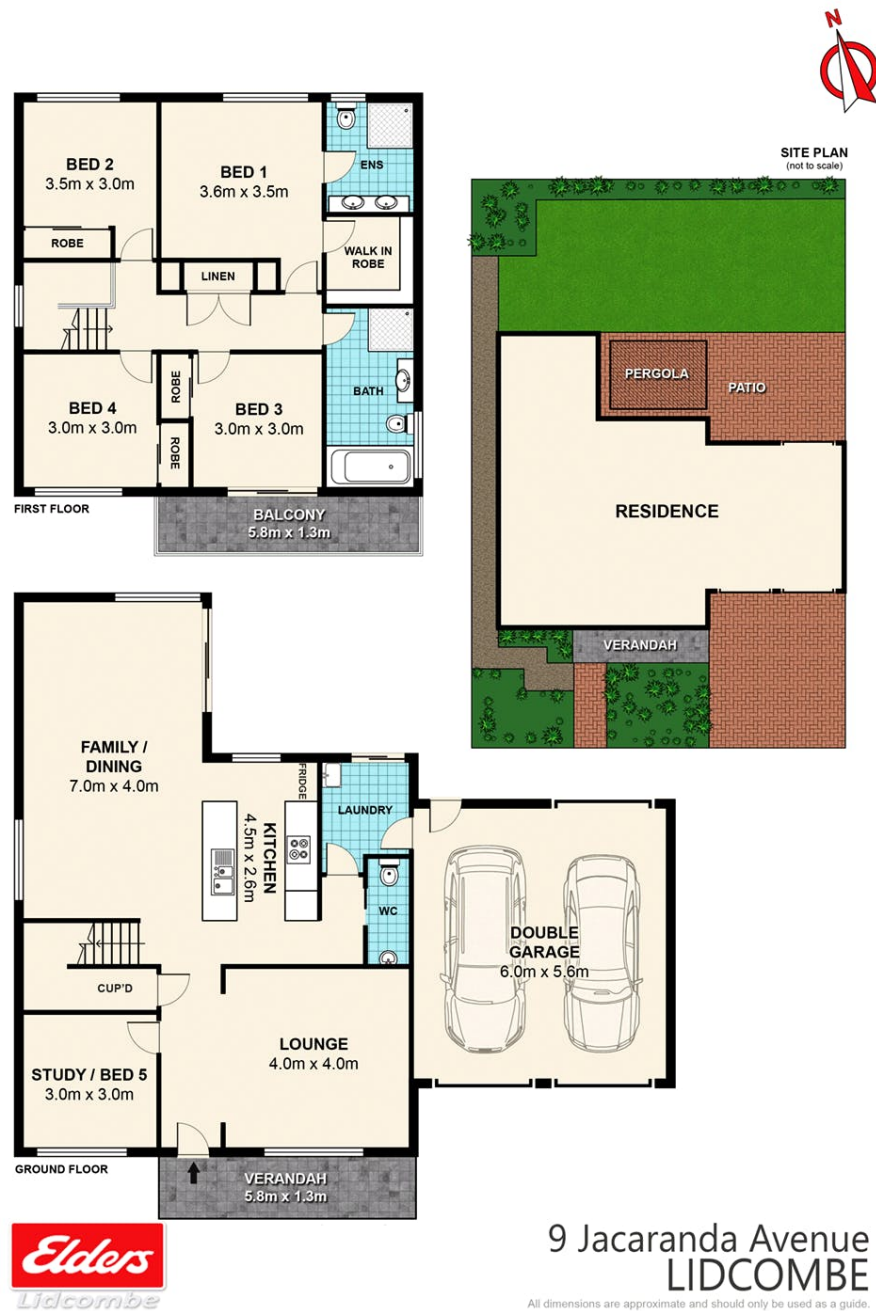 N
SITE PLAN
(not to scale)
BED 2
3.5m x 3.0m
BED 1
3.6m x 3.5m
ENS
ROBE
LINEN
WALK IN
ROBE
BED 4
3.0m x 3.0m
ROBE
ROBE
BED 3
3.0m x 3.0m
BATH
FIRST FLOOR
BALCONY
5.8m x 1.3m
PERGOLA
PATIO
RESIDENCE
VERANDAH
FAMILY /
DINING
7.0m x 4.0m
KITCHEN
4.5m x 2.6m
FRIDGE
LAUNDRY
WC
DOUBLE
GARAGE
6.0m x 5.6m
CUP'D
STUDY / BED 5
3.0m x 3.0m
LOUNGE
4.0m x 4.0m
GROUND FLOOR
VERANDAH
5.8m x 1.3m
Elders
Lidcombe
9 Jacaranda Avenue
LIDCOMBE
All dimensions are approximate and should only be used as a guide.